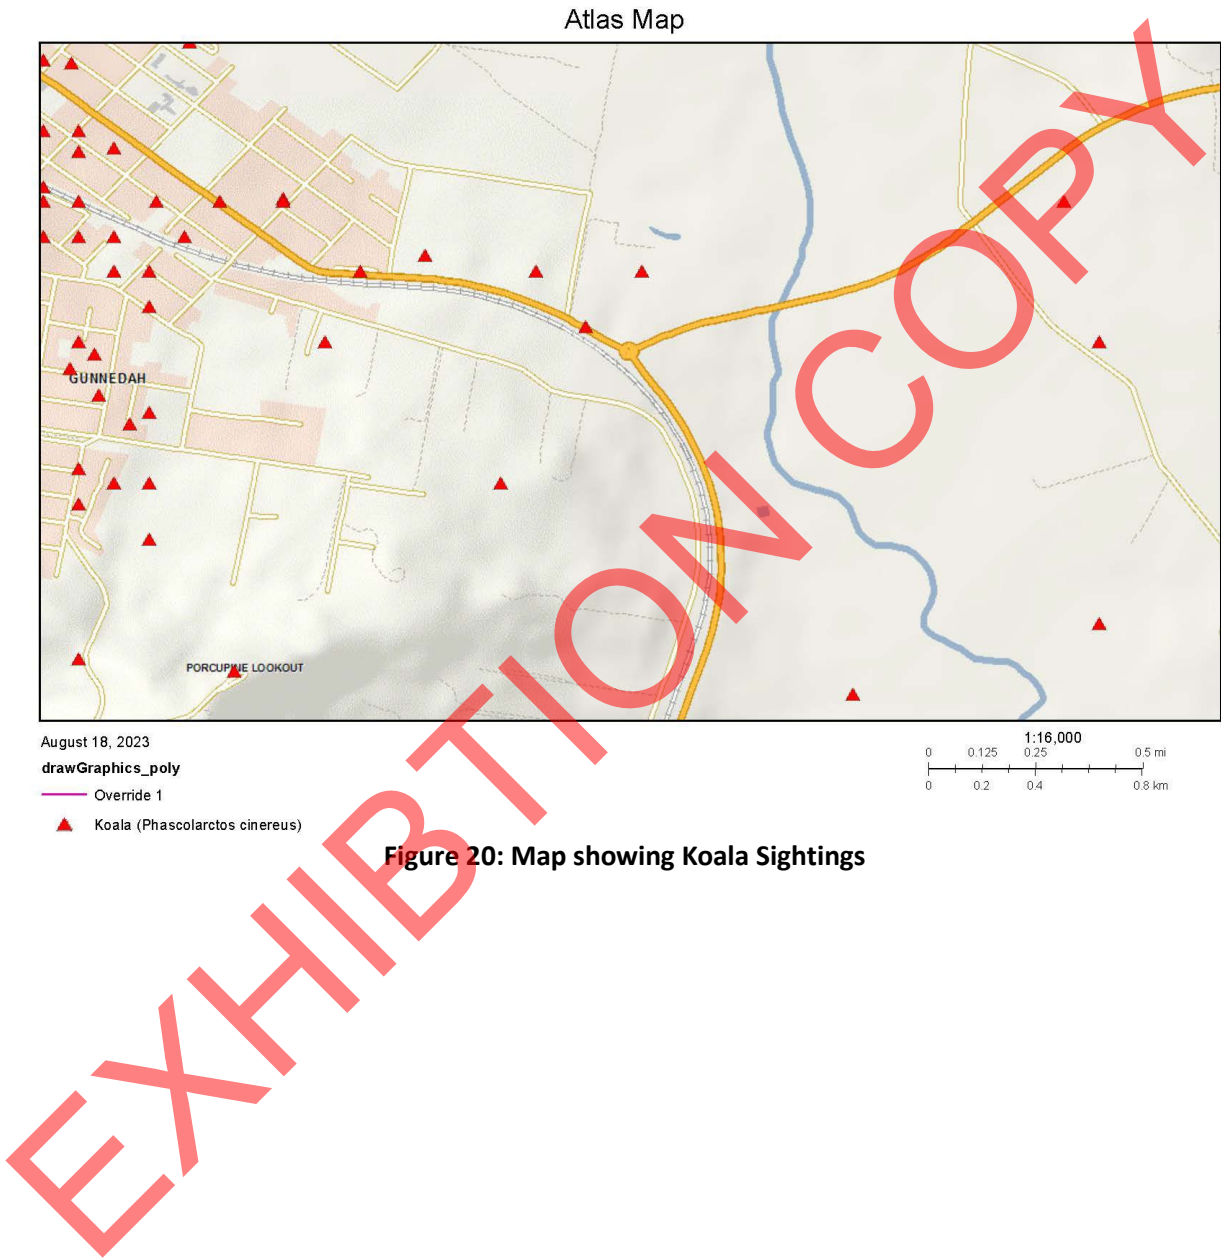 Atlas Map
GUNNEDAH
PORCUPINE LOOKOUT
August 18, 2023
drawGraphics_poly
Override 1
Koala (Phascolarctos cinereus)
1:16,000
0 0.125 0.25 0.5 mi
0 0.2 0.4 0.8 km
Figure 20: Map showing Koala Sightings
EXHIBTION COPY